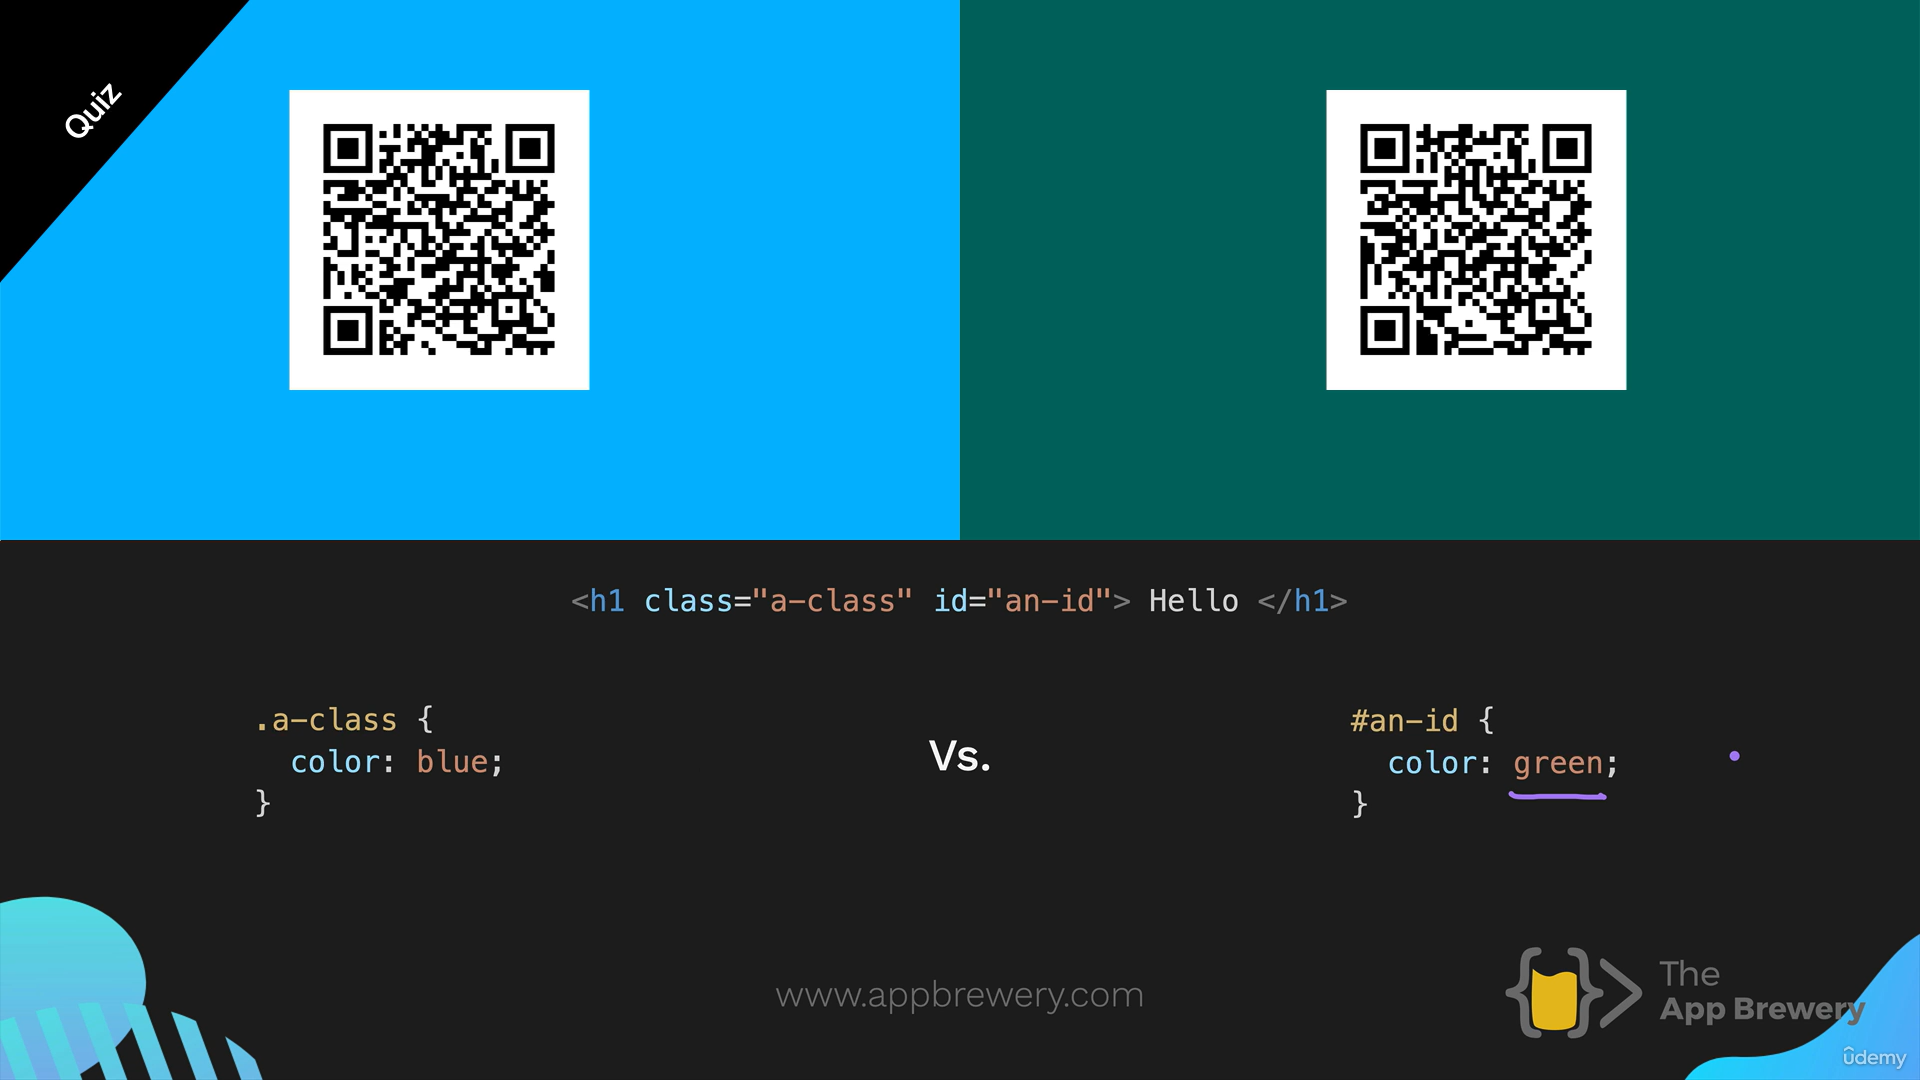 Quiz
<h1 class="a-class" id="an-id"> Hello </h1>
.a-class {
color: blue;
}
Vs.
#an-id {
color: green;
}
www.appbrewery.com
The
App Brewery
udemy